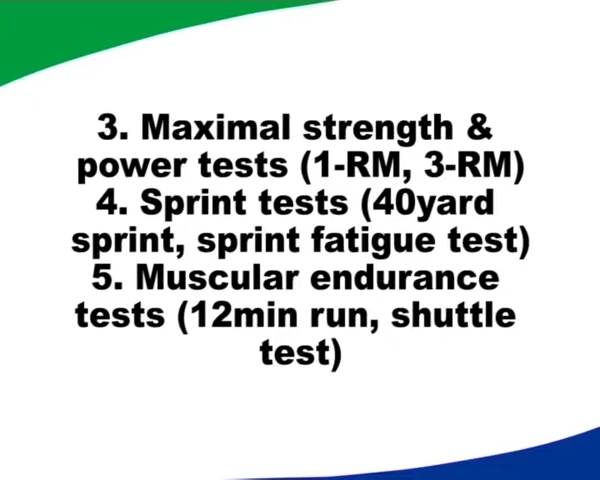 3. Maximal strength &
power tests (1-RM, 3-RM)
4. Sprint tests (40yard
sprint, sprint fatigue test)
5. Muscular endurance
tests (12min run, shuttle
test)